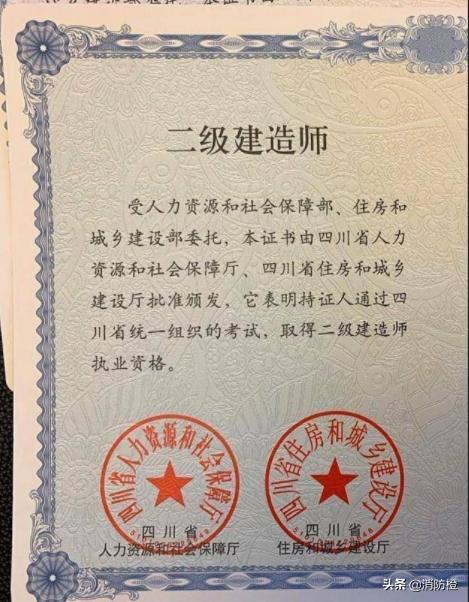 二级建造师
受人力资源和社会保障部、住房和
城乡建设部委托，本证书由四川省人力
资源和社会保障厅、四川省住房和城乡
建设厅批准颁发，它表明持证人通过四
川省统一组织的考试，取得二级建造师
执业资格。
四川省人力资源和社会保障厅
四川省住房和城乡建设厅
四川省
人力资源和社会保障厅
四川省
住房和城乡建设厅
头条@消防橙